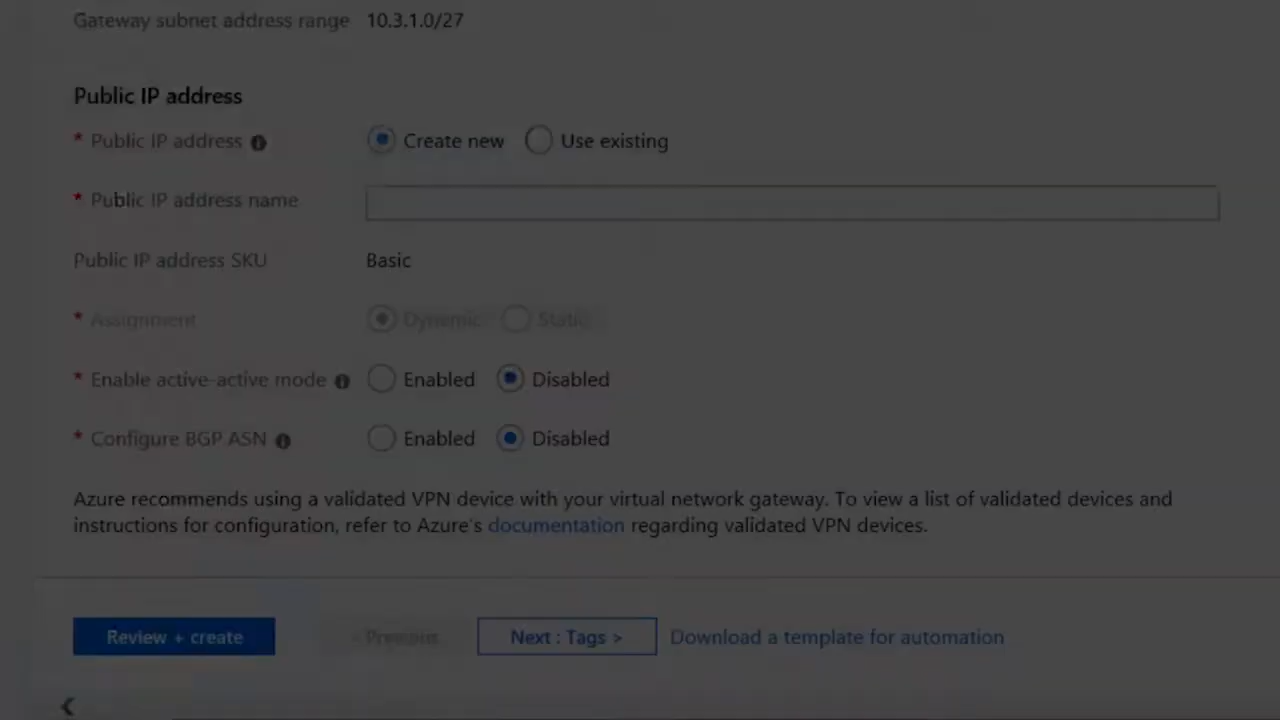 Gateway subnet address range 10.3.1.0/27
Public IP address
* Public IP address Create new Use existing
* Public IP address name
Public IP address SKU Basic
* Assignment Dynamic Static
* Enable active-active mode Enabled Disabled
* Configure BGP ASN Enabled Disabled
Azure recommends using a validated VPN device with your virtual network gateway. To view a list of validated devices and
instructions for configuration, refer to Azure's documentation regarding validated VPN devices.
Review + create < Previous Next : Tags > Download a template for automation